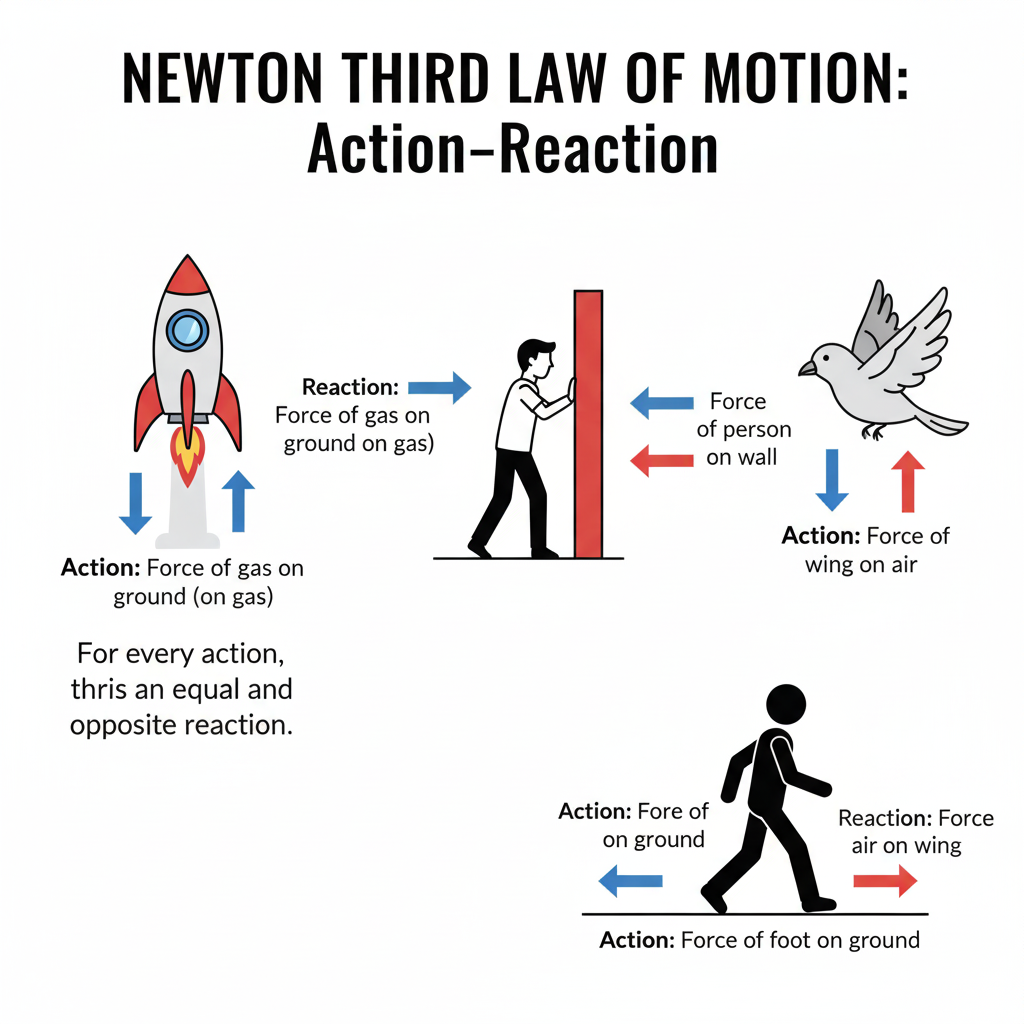 NEWTON THIRD LAW OF MOTION:
Action–Reaction
Reaction:
Force of gas on
ground on gas)
Force
of person
on wall
Action: Force of
wing on air
Action: Force of gas on
ground (on gas)
For every action,
thris an equal and
opposite reaction.
Action: Fore of
on ground
Reaction: Force
air on wing
Action: Force of foot on ground